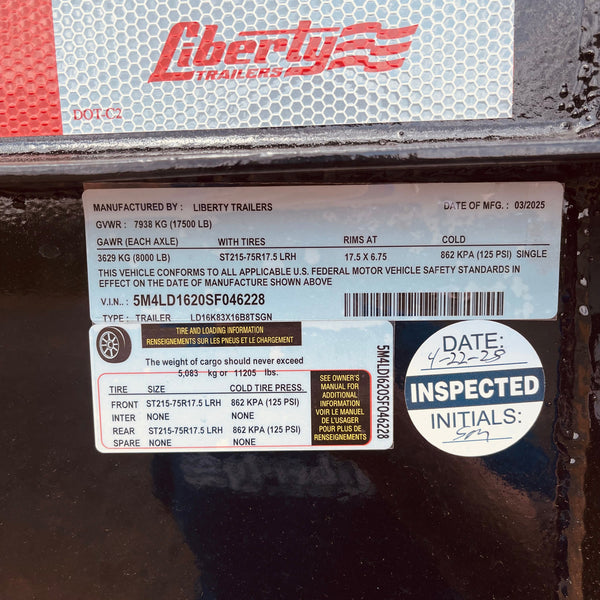 Liberty
TRAILERS
DOT-C2
MANUFACTURED BY : LIBERTY TRAILERS DATE OF MFG. : 03/2025
GVWR : 7938 KG (17500 LB)
GAWR (EACH AXLE) WITH TIRES RIMS AT COLD
3629 KG (8000 LB) ST215-75R17.5 LRH 17.5 X 6.75 862 KPA (125 PSI) SINGLE
THIS VEHICLE CONFORMS TO ALL APPLICABLE U.S. FEDERAL MOTOR VEHICLE SAFETY STANDARDS IN
EFFECT ON THE DATE OF MANUFACTURE SHOWN ABOVE
V.I.N.. : 5M4LD1620SF046228
TYPE : TRAILER LD16K83X16B8TSGN
TIRE AND LOADING INFORMATION
RENSEIGNEMENTS SUR LES PNEUS ET LE CHARGEMENT
The weight of cargo should never exceed
5,083 kg or 11205 lbs.
TIRE SIZE COLD TIRE PRESS.
FRONT ST215-75R17.5 LRH 862 KPA (125 PSI)
INTER NONE NONE
REAR ST215-75R17.5 LRH 862 KPA (125 PSI)
SPARE NONE NONE
SEE OWNER'S
MANUAL FOR
ADDITIONAL
INFORMATION
VOIR LE MANUEL
DE L'USAGER
POUR PLUS DE
RENSEIGNEMENTS
5M4LD1620SF046228
DATE:
INSPECTED
INITIALS: